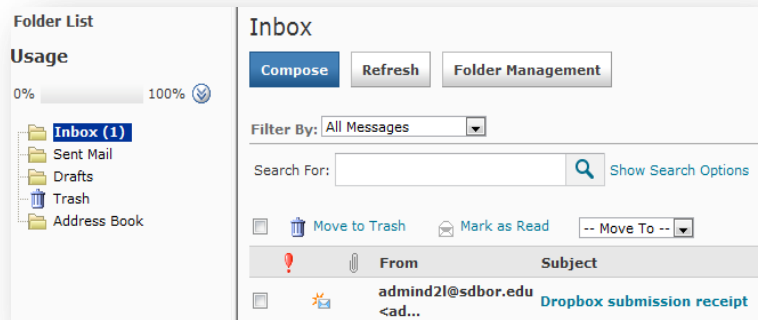 Folder List
Usage
0% 100%
Inbox (1)
Sent Mail
Drafts
Trash
Address Book
Inbox
Compose Refresh Folder Management
Filter By: All Messages
Search For: Show Search Options
Move to Trash Mark as Read -- Move To --
From Subject
admind2l@sdbor.edu
<ad... Dropbox submission receipt